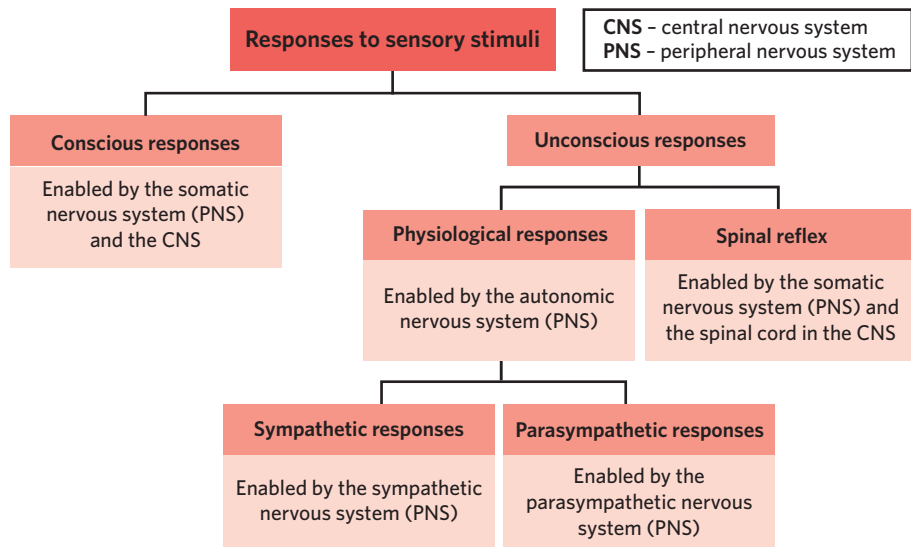 Responses to sensory stimuli
CNS – central nervous system
PNS – peripheral nervous system
Conscious responses
Enabled by the somatic
nervous system (PNS)
and the CNS
Unconscious responses
Physiological responses
Enabled by the autonomic
nervous system (PNS)
Spinal reflex
Enabled by the somatic
nervous system (PNS) and
the spinal cord in the CNS
Sympathetic responses
Enabled by the sympathetic
nervous system (PNS)
Parasympathetic responses
Enabled by the
parasympathetic nervous
system (PNS)